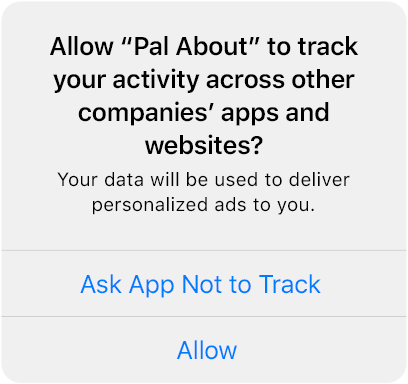 Allow “Pal About” to track
your activity across other
companies’ apps and
websites?
Your data will be used to deliver
personalized ads to you.
Ask App Not to Track
Allow